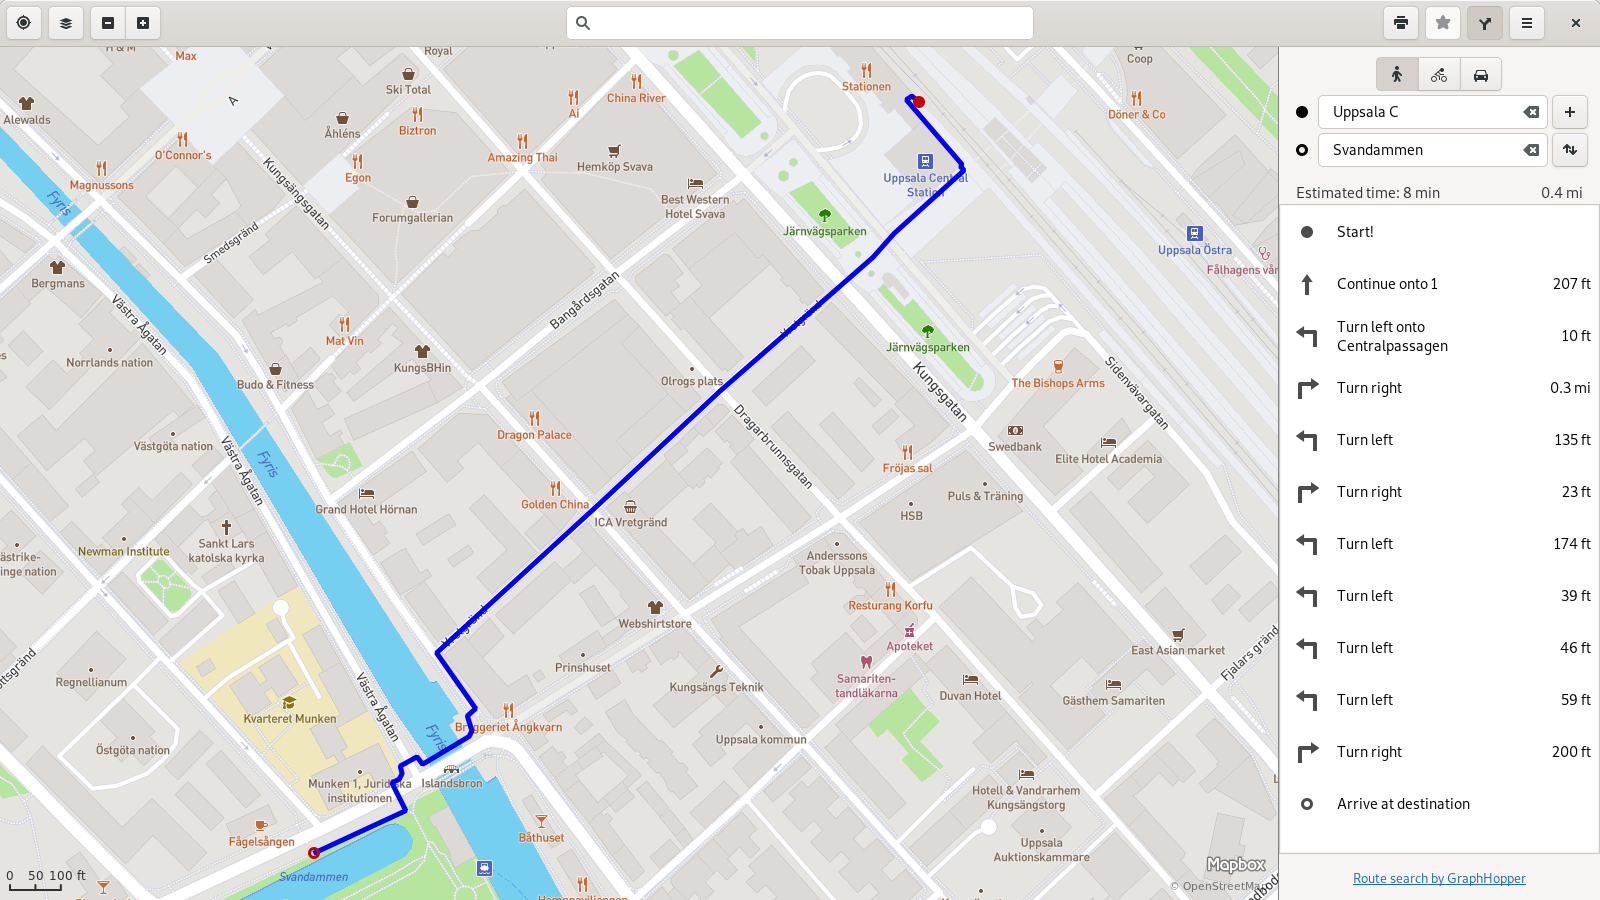 Uppsala C
Svandammen
Estimated time: 8 min
0.4 mi
Start!
Continue onto 1
207 ft
Turn left onto
Centralpassagen
10 ft
Turn right
0.3 mi
Turn left
135 ft
Turn right
23 ft
Turn left
174 ft
Turn left
39 ft
Turn left
46 ft
Turn left
59 ft
Turn right
200 ft
Arrive at destination
Route search by GraphHopper
H & M
Max
Royal
Ski Total
China River
Ai
Stationen
Coop
Döner & Co
Alewalds
Åhléns
Biztron
O'Connor's
Egon
Amazing Thai
Hemköp Svava
Magnussons
Kungsängsgatan
Forumgallerian
Best Western
Hotel Svava
Uppsala Central
Station
Fyris
Smedsgränd
Järnvägsparken
Uppsala Östra
Bergmans
Bangårdsgatan
Västra Ågatan
Mat Vin
KungsBHin
Norrlands nation
Budo & Fitness
Olrogs plats
Järnvägsparken
The Bishops Arms
Sidenvävargatan
Kungsgatan
Dragarbrunnsgatan
Dragon Palace
Västgöta nation
Västra Ågatan
Fyris
Fröjas sal
Swedbank
Elite Hotel Academia
Golden China
Puls & Träning
Grand Hotel Hörnan
ICA Vretgränd
HSB
Newman Institute
Sankt Lars
katolska kyrka
inge nation
Anderssons
Tobak Uppsala
Resturang Korfu
Webshirtstore
Vretgränd
Apoteket
East Asian market
Fjalars gränd
Prinshuset
Regnellianum
Kungsängs Teknik
Samariten-
tandläkarna
Duvan Hotel
Gästhem Samariten
Västra Ågatan
Kvarteret Munken
Bryggeriet Ångkvarn
Fyris
Östgöta nation
Uppsala kommun
Munken 1, Juridiska
institutionen
Islandsbron
Hotell & Vandrarhem
Kungsängstorg
Fågelsången
Båthuset
Uppsala
Auktionskammare
Svandammen
0 50 100 ft
Mapbox